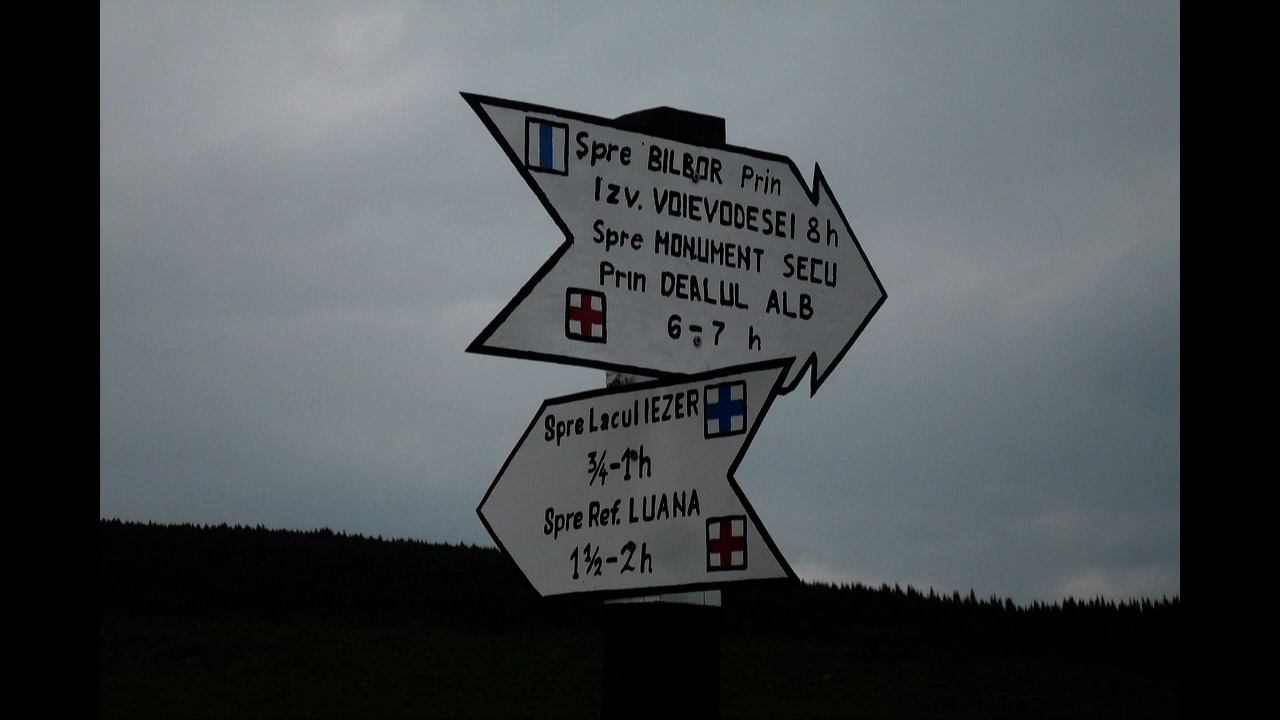 Spre BILBOR Prin
Izv. VOIEVODESEI 8h
Spre MONUMENT SECU
Prin DEALUL ALB
6-7 h
Spre Lacul IEZER
¾-1h
Spre Ref. LUANA
1½-2h